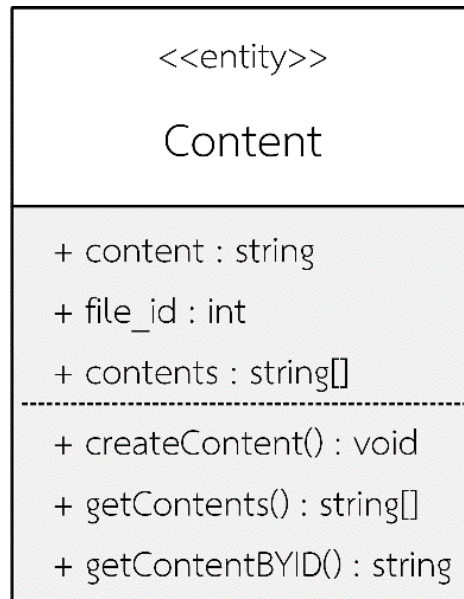 <<entity>>
Content
+ content : string
+ file_id : int
+ contents : string[]
+ createContent() : void
+ getContents() : string[]
+ getContentBYID() : string